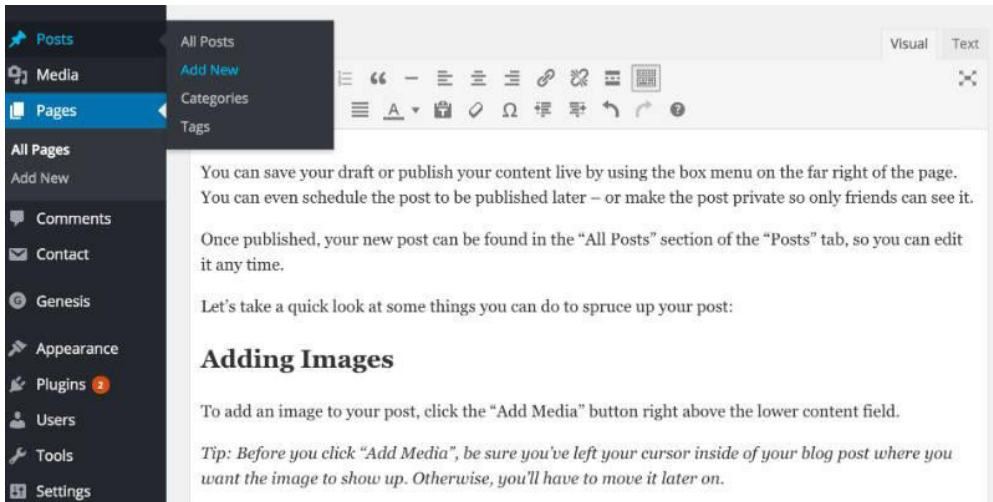 Posts
Media
Pages
All Pages
Add New
Comments
Contact
Genesis
Appearance
Plugins 2
Users
Tools
Settings
All Posts
Add New
Categories
Tags
Visual Text
You can save your draft or publish your content live by using the box menu on the far right of the page.
You can even schedule the post to be published later – or make the post private so only friends can see it.
Once published, your new post can be found in the “All Posts” section of the “Posts” tab, so you can edit
it any time.
Let’s take a quick look at some things you can do to spruce up your post:
Adding Images
To add an image to your post, click the “Add Media” button right above the lower content field.
Tip: Before you click “Add Media”, be sure you’ve left your cursor inside of your blog post where you
want the image to show up. Otherwise, you’ll have to move it later on.